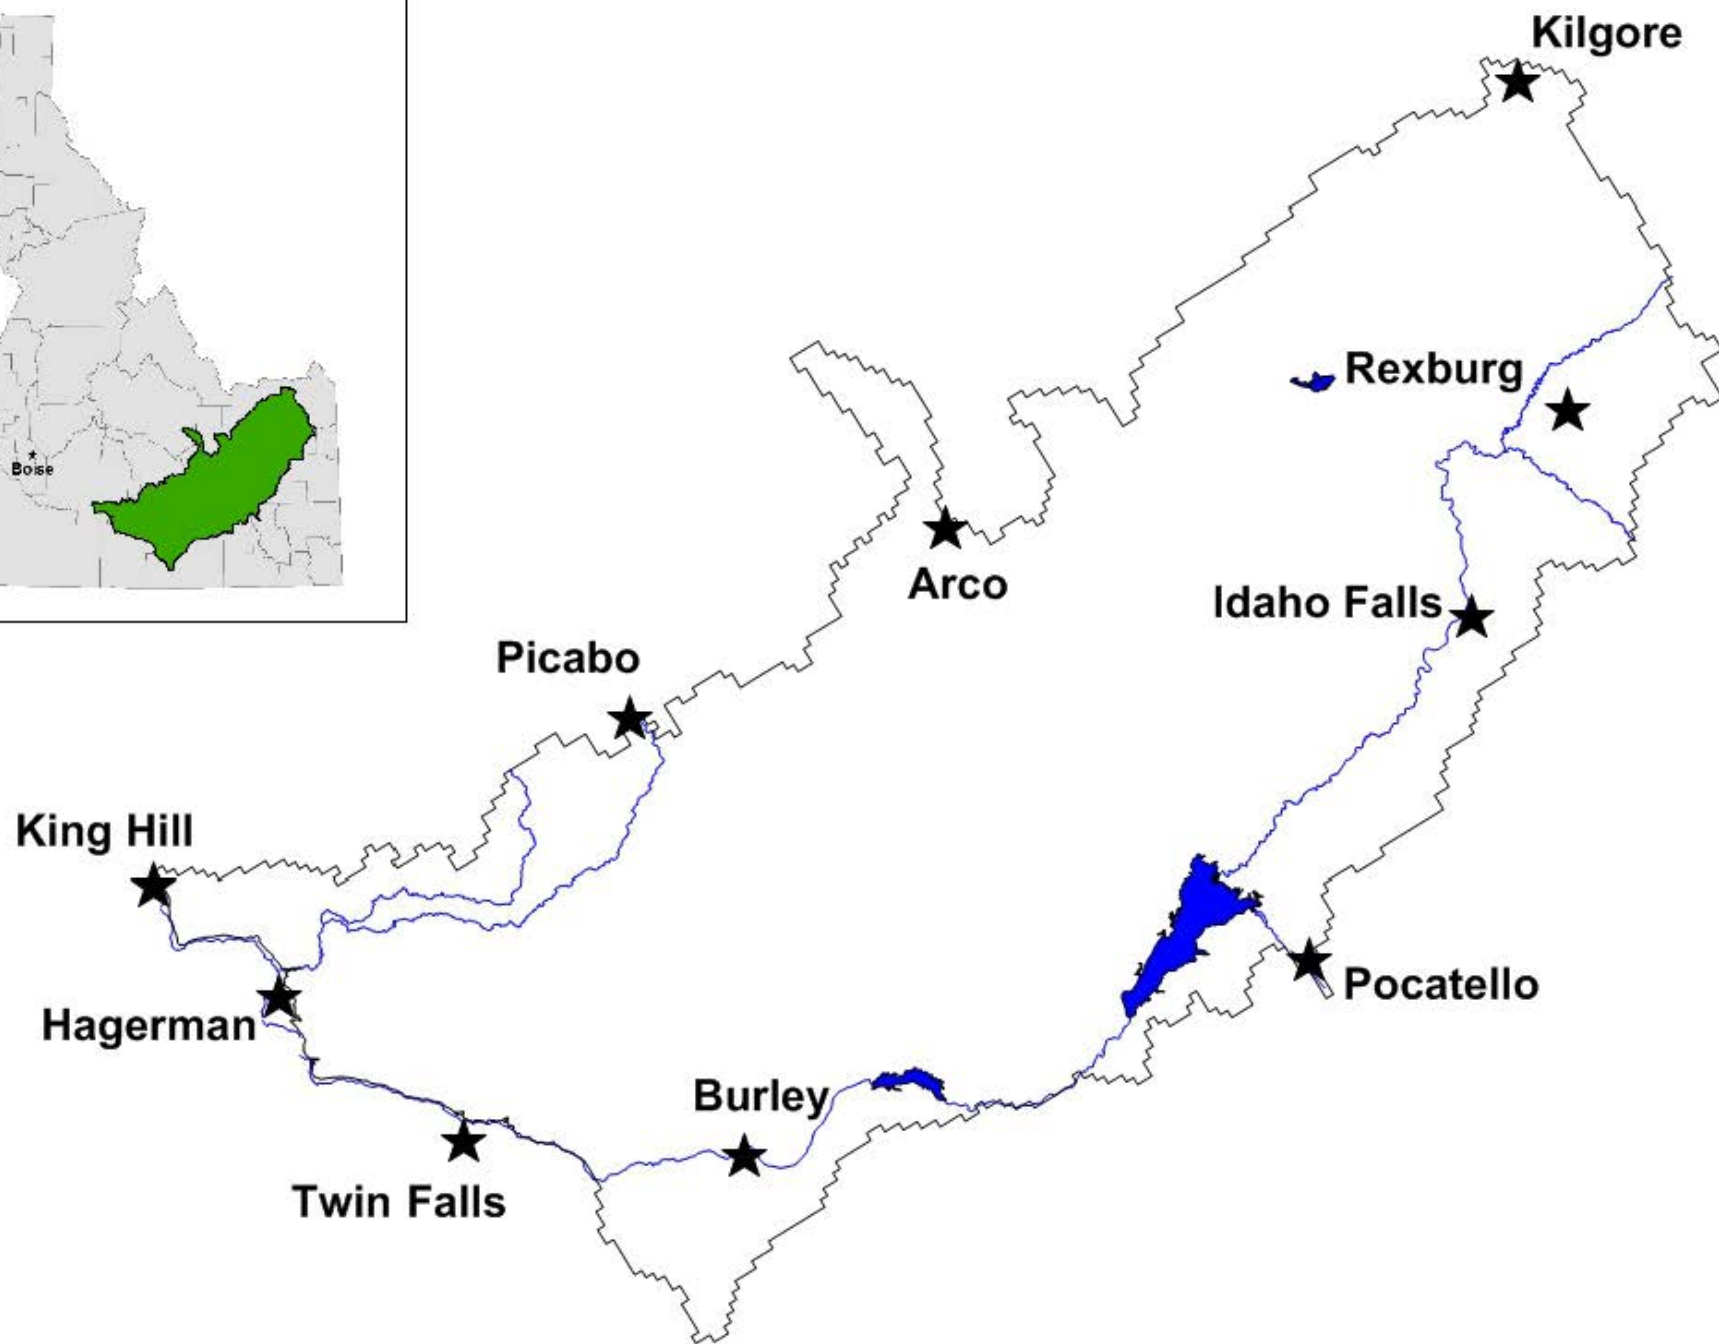 Kilgore
Rexburg
Boise
Arco
Idaho Falls
Picabo
King Hill
Pocatello
Hagerman
Burley
Twin Falls